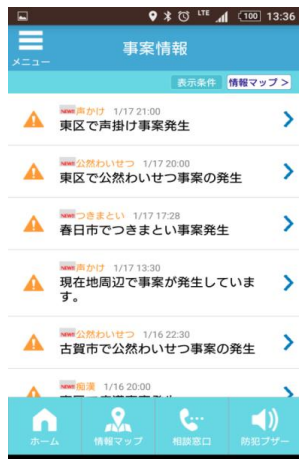 LTE 100 13:36
メニュー
事案情報
表示条件 情報マップ >
NEW! 声かけ 1/17 21:00
東区で声掛け事案発生
NEW! 公然わいせつ 1/17 20:00
東区で公然わいせつ事案の発生
NEW! つきまとい 1/17 17:28
春日市でつきまとい事案発生
NEW! 声かけ 1/17 13:30
現在地周辺で事案が発生していま
す。
NEW! 公然わいせつ 1/16 22:30
古賀市で公然わいせつ事案の発生
NEW! 痴漢 1/16 20:00
ホーム 情報マップ 相談窓口 防犯ブザー